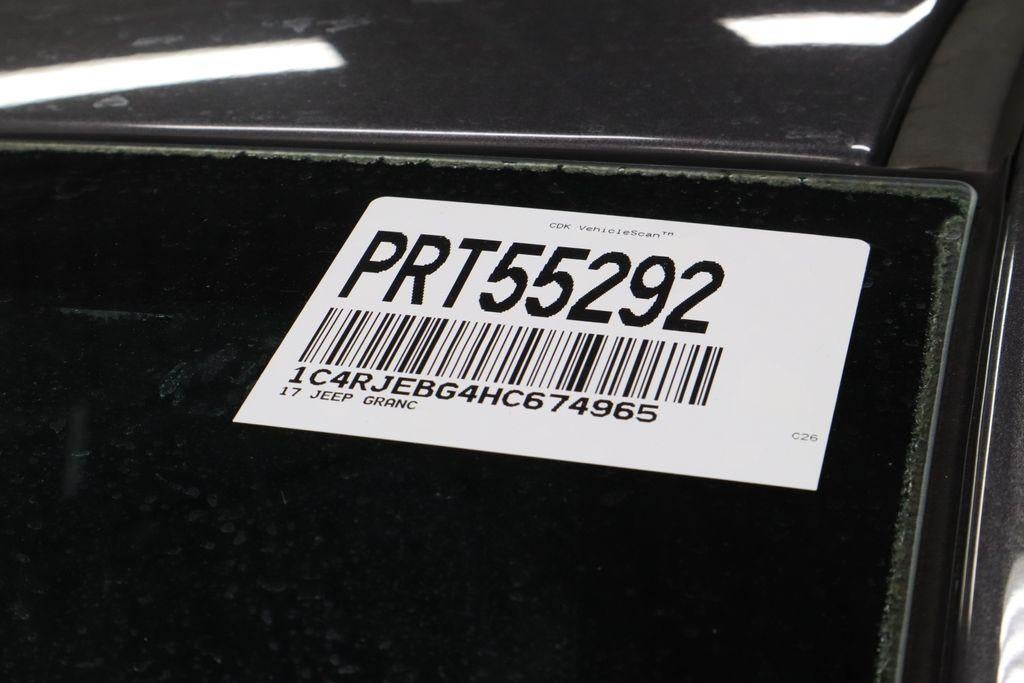 CDK VehicleScan™
PRT55292
1C4RJEBG4HC674965
17 JEEP GRANC
C26